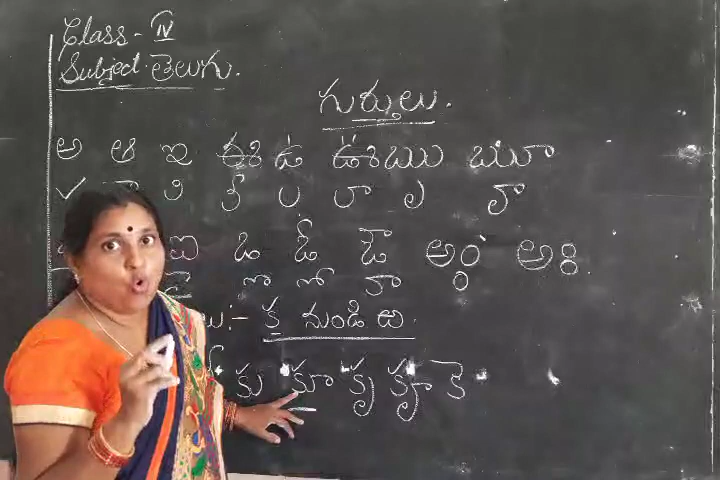 Class - IV
Subject - తెలుగు.
గుర్తులు.
అ ఆ ఇ ఈ ఉ ఊ ఋ ౠ
✓ ా ి ీ ు ూ ృ ౄ
ఐ ఒ ఓ ఔ అం అః
ై ొ ో ౌ ం
లు:- క నుండి ఱ
కు కూ కృ కౄ కె